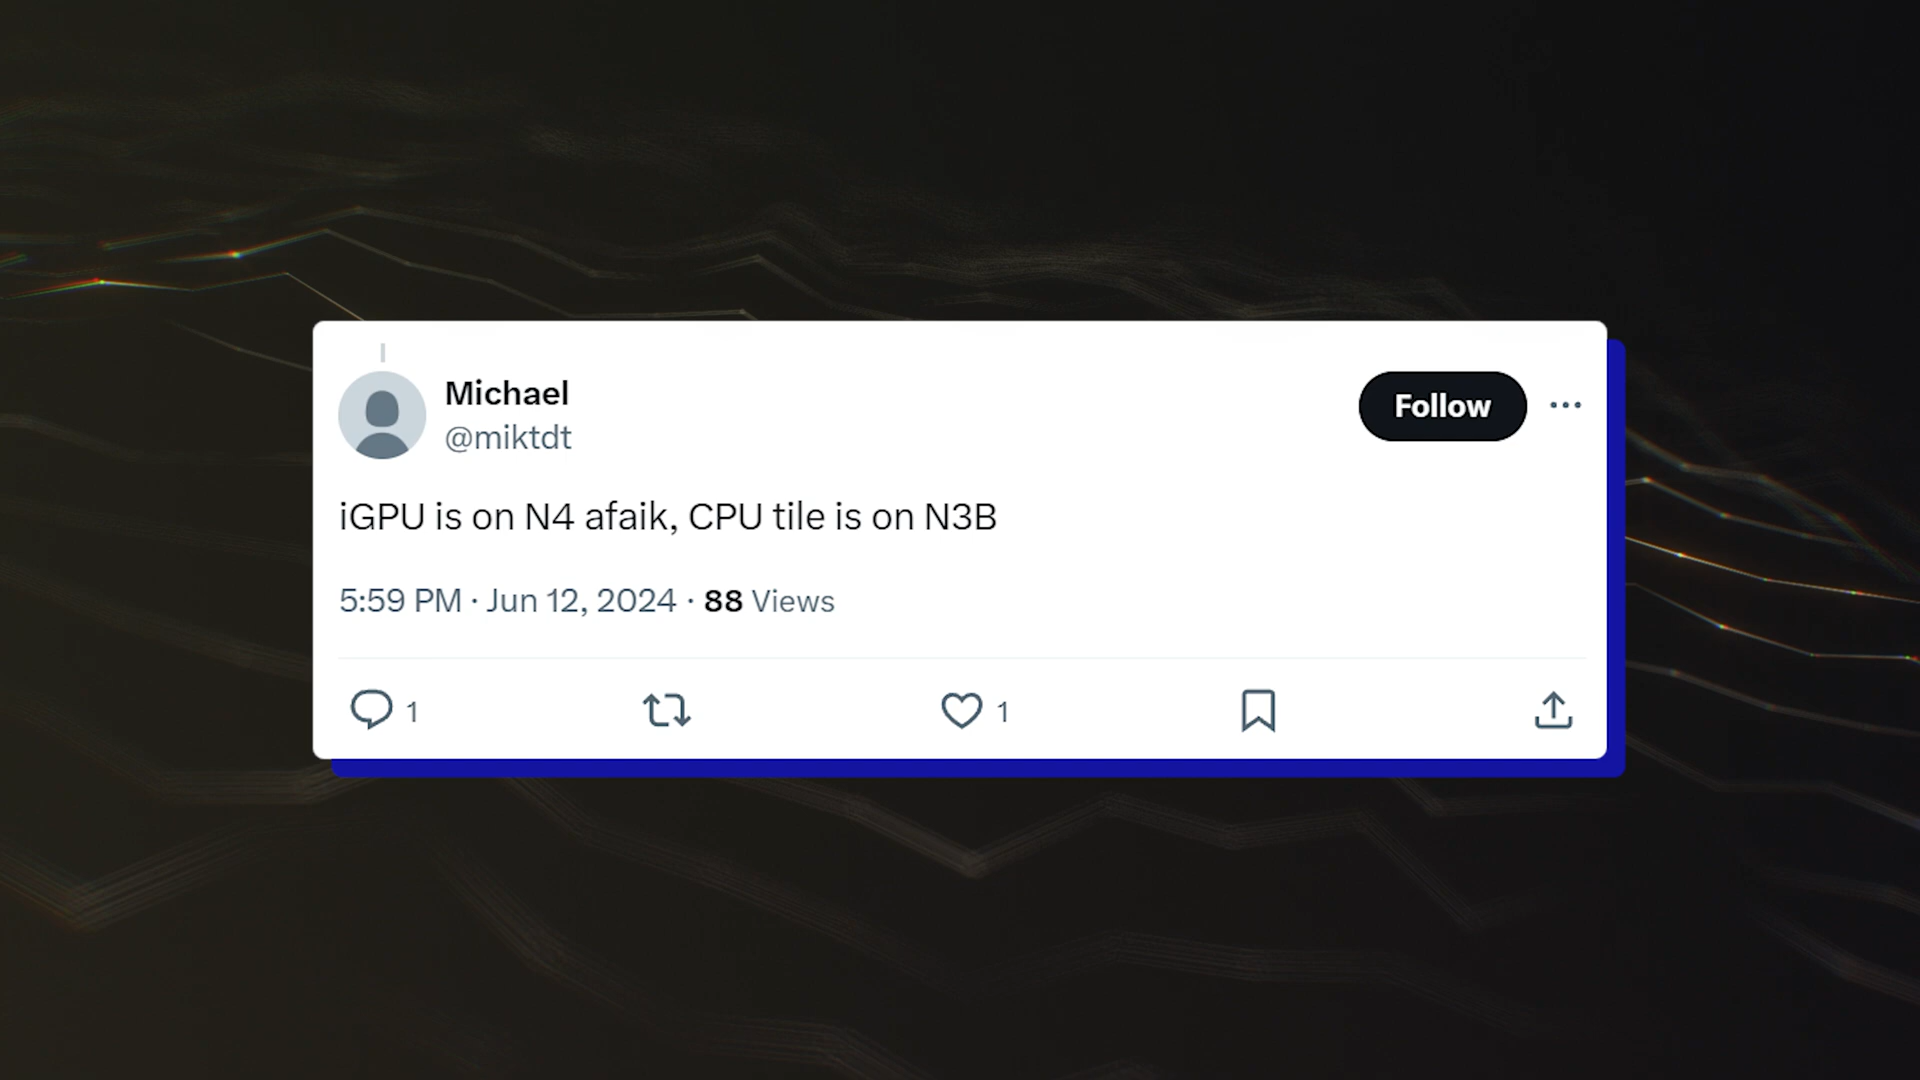 Michael
@miktdt
Follow
iGPU is on N4 afaik, CPU tile is on N3B
5:59 PM · Jun 12, 2024 · 88 Views
1
1